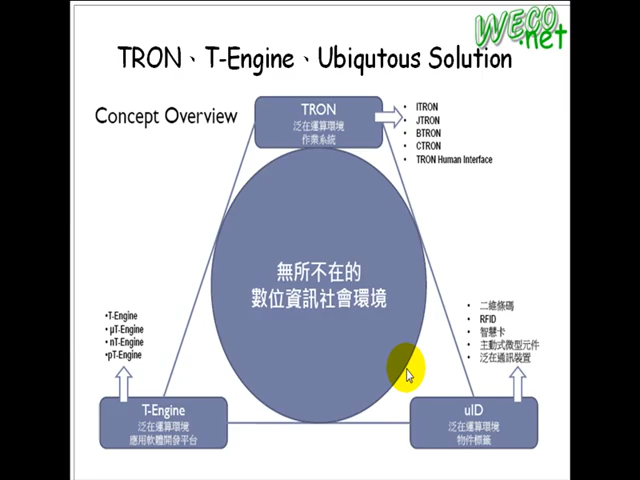 WECO.net
TRON、T-Engine、Ubiqutous Solution
Concept Overview
TRON
泛在運算環境
作業系統
• ITRON
• JTRON
• BTRON
• CTRON
• TRON Human Interface
無所不在的
數位資訊社會環境
•T-Engine
• µT-Engine
• nT-Engine
•pT-Engine
• 二維條碼
• RFID
• 智慧卡
• 主動式微型元件
• 泛在通訊裝置
T-Engine
泛在運算環境
應用軟體開發平台
uID
泛在運算環境
物件標籤